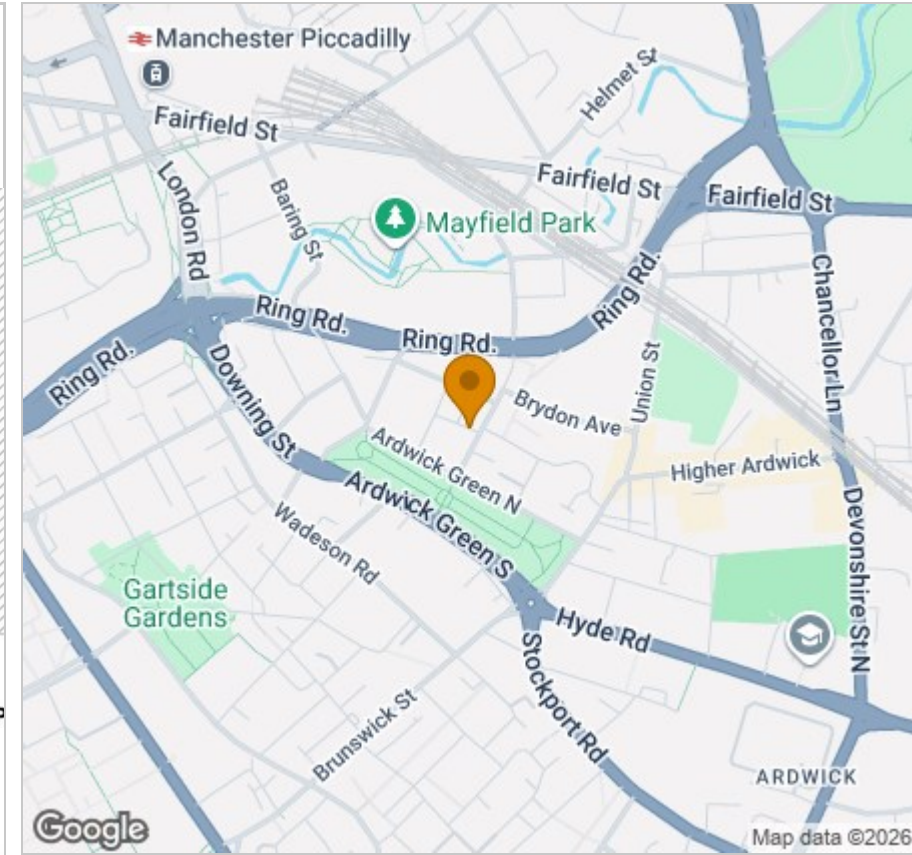 Manchester Piccadilly
Helmet St
Fairfield St
Fairfield St
Fairfield St
London Rd
Baring St
Mayfield Park
Ring Rd.
Ring Rd.
Ring Rd.
Ring Rd.
Chancellor Ln
Downing St
Union St
Brydon Ave
Ardwick Green N
Higher Ardwick
Ardwick Green S
Wadeson Rd
Devonshire St N
Gartside
Gardens
Hyde Rd
Stockport Rd
Brunswick St
ARDWICK
Google
Map data ©2026